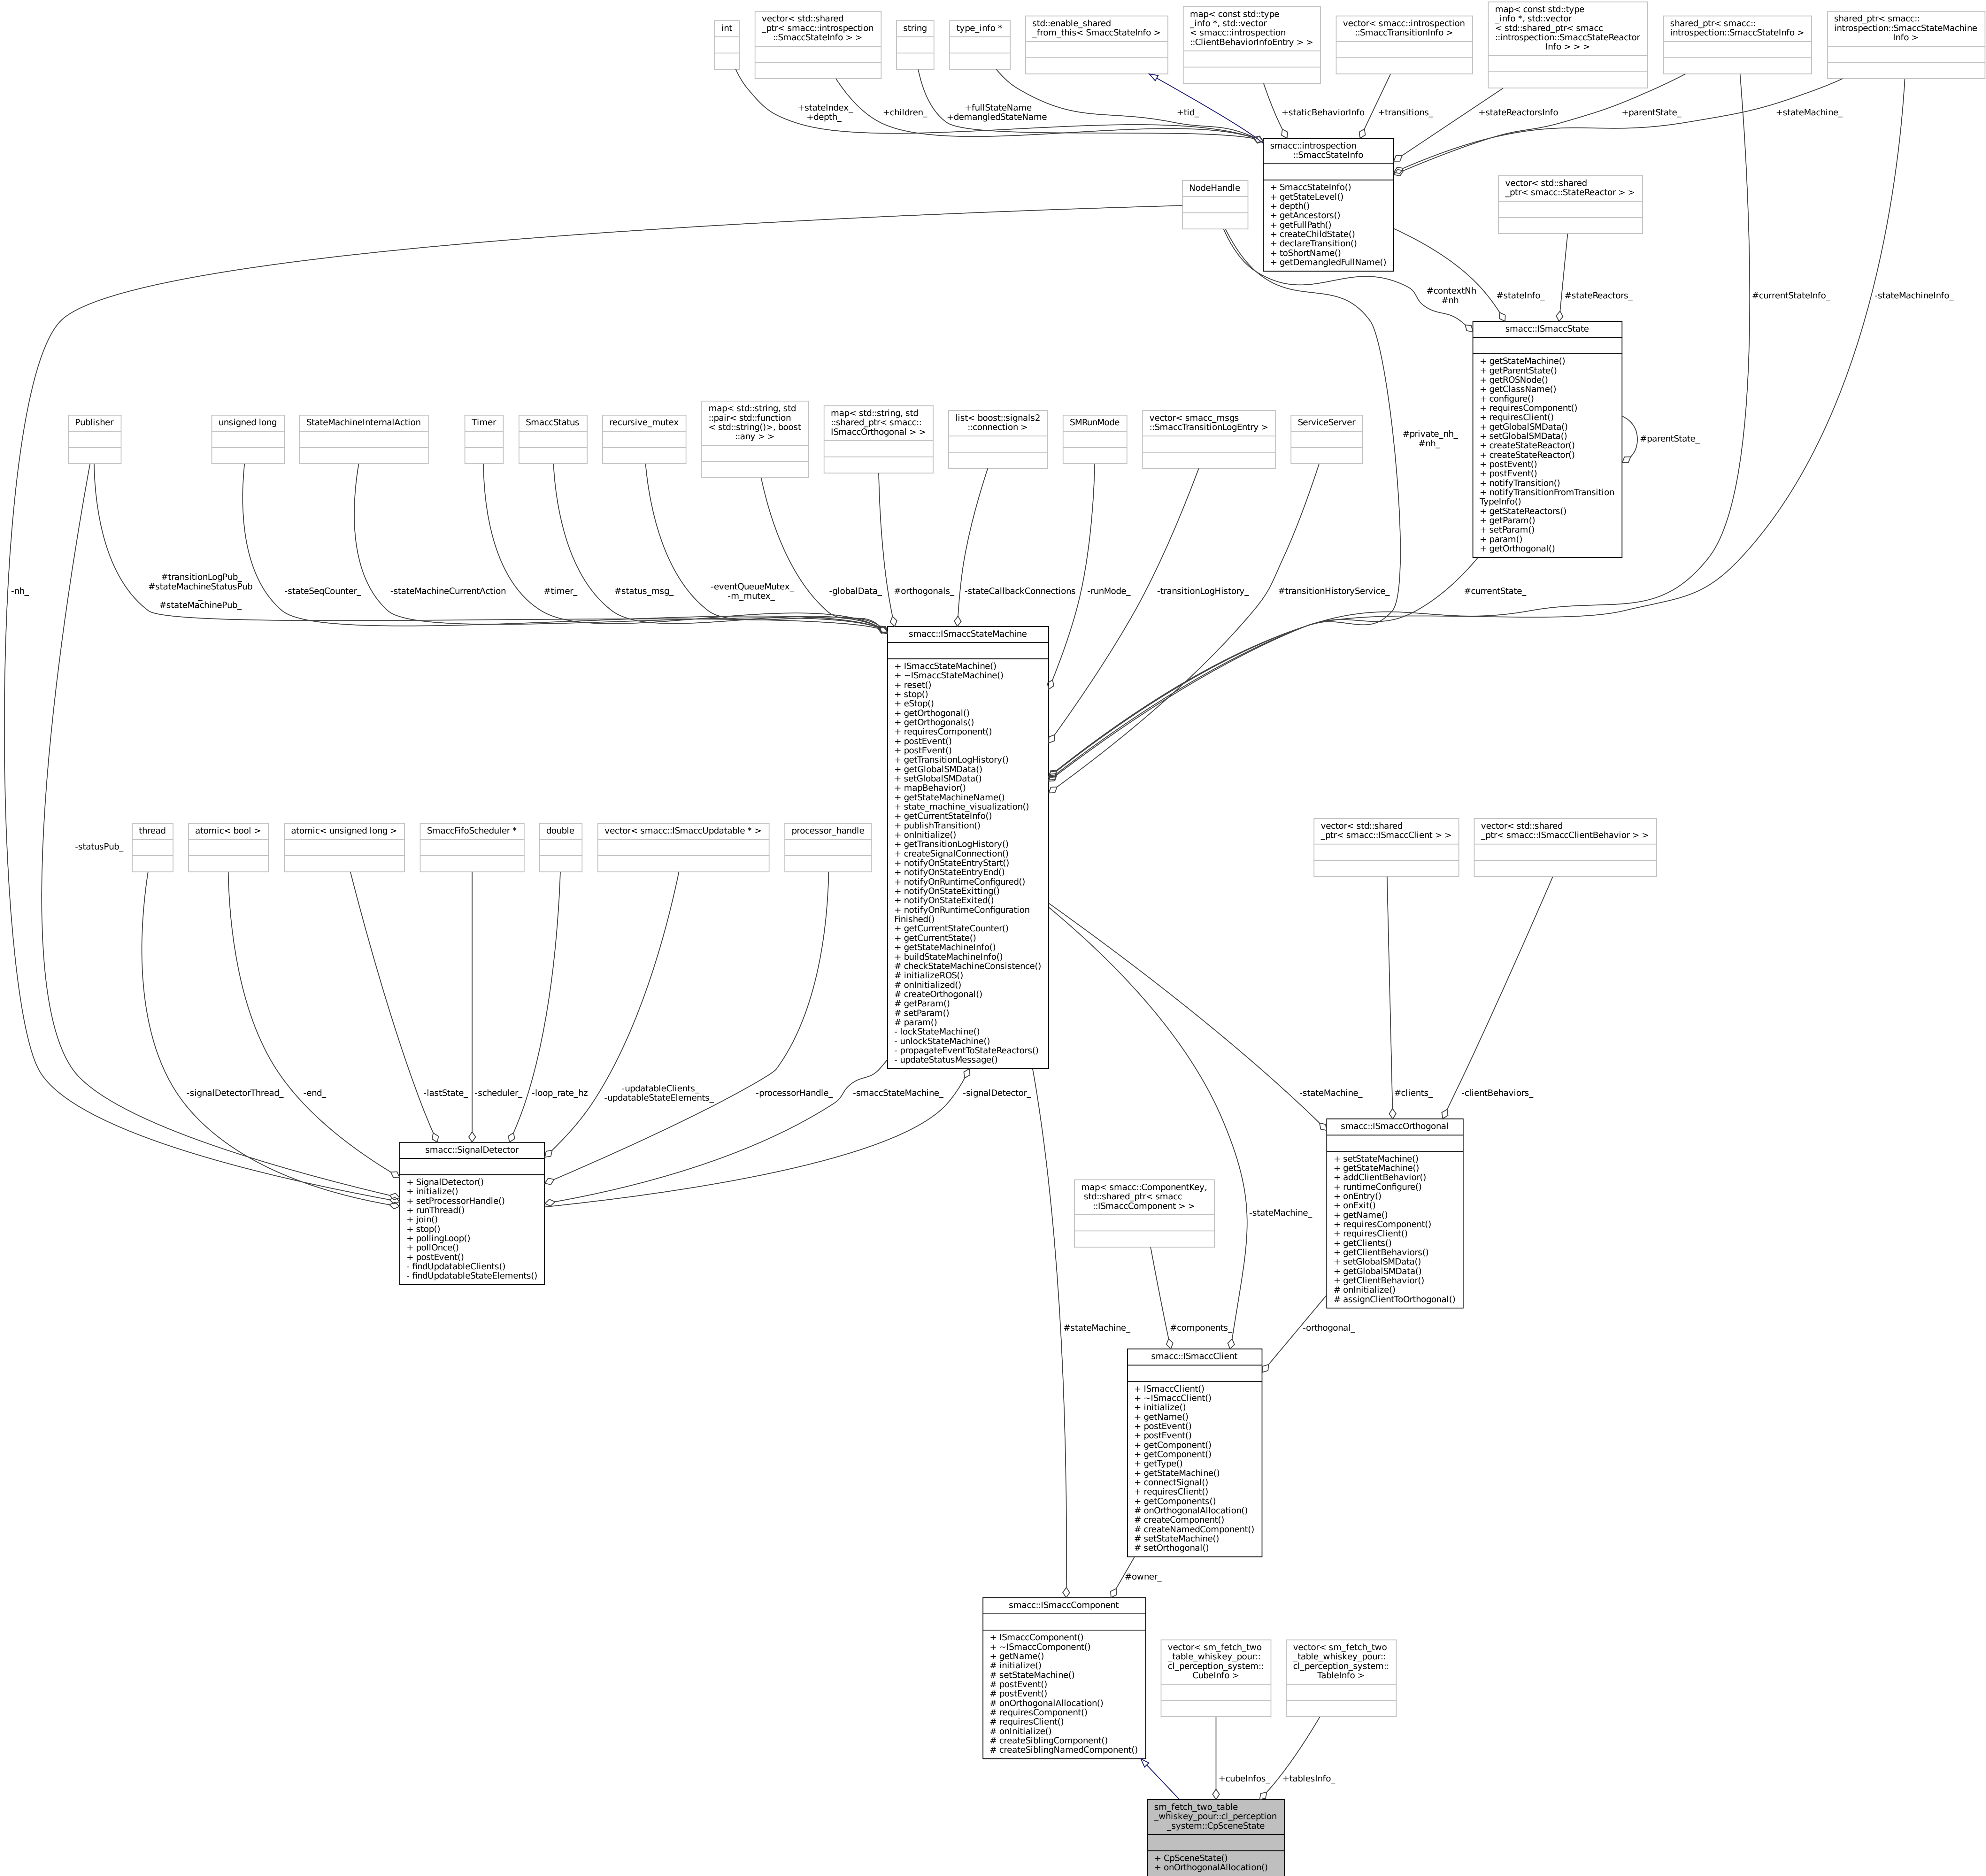 int
vector< std::shared
_ptr< smacc::introspection
::SmaccStateInfo > >
string
type_info *
std::enable_shared
_from_this< SmaccStateInfo >
map< const std::type
_info *, std::vector
< smacc::introspection
::ClientBehaviorInfoEntry > >
vector< smacc::introspection
::SmaccTransitionInfo >
map< const std::type
_info *, std::vector
< std::shared_ptr< smacc
::introspection::SmaccStateReactor
Info > > >
shared_ptr< smacc::
introspection::SmaccStateInfo >
shared_ptr< smacc::
introspection::SmaccStateMachine
Info >
+stateIndex_
+depth_
+children_
+fullStateName
+demangledStateName
+tid_
+staticBehaviorInfo
+transitions_
+stateReactorsInfo
+parentState_
+stateMachine_
smacc::introspection
::SmaccStateInfo
+ SmaccStateInfo()
+ getStateLevel()
+ depth()
+ getAncestors()
+ getFullPath()
+ createChildState()
+ declareTransition()
+ toShortName()
+ getDemangledFullName()
NodeHandle
vector< std::shared
_ptr< smacc::StateReactor > >
#contextNh
#nh
#stateInfo_
#stateReactors_
#currentStateInfo_
-stateMachineInfo_
smacc::ISmaccState
+ getStateMachine()
+ getParentState()
+ getROSNode()
+ getClassName()
+ configure()
+ requiresComponent()
+ requiresClient()
+ getGlobalSMData()
+ setGlobalSMData()
+ createStateReactor()
+ createStateReactor()
+ postEvent()
+ postEvent()
+ notifyTransition()
+ notifyTransitionFromTransition
TypeInfo()
+ getStateReactors()
+ getParam()
+ setParam()
+ param()
+ getOrthogonal()
#parentState_
Publisher
unsigned long
StateMachineInternalAction
Timer
SmaccStatus
recursive_mutex
map< std::string, std
::pair< std::function
< std::string()>, boost
::any > >
map< std::string, std
::shared_ptr< smacc::
ISmaccOrthogonal > >
list< boost::signals2
::connection >
SMRunMode
vector< smacc_msgs
::SmaccTransitionLogEntry >
ServiceServer
#private_nh_
#nh_
-nh_
#transitionLogPub_
#stateMachineStatusPub
_
#stateMachinePub_
-stateSeqCounter_
-stateMachineCurrentAction
#timer_
#status_msg_
-eventQueueMutex_
-m_mutex_
-globalData_
#orthogonals_
-stateCallbackConnections
-runMode_
-transitionLogHistory_
#transitionHistoryService_
#currentState_
smacc::ISmaccStateMachine
+ ISmaccStateMachine()
+ ~ISmaccStateMachine()
+ reset()
+ stop()
+ eStop()
+ getOrthogonal()
+ getOrthogonals()
+ requiresComponent()
+ postEvent()
+ postEvent()
+ getTransitionLogHistory()
+ getGlobalSMData()
+ setGlobalSMData()
+ mapBehavior()
+ getStateMachineName()
+ state_machine_visualization()
+ getCurrentStateInfo()
+ publishTransition()
+ onInitialize()
+ getTransitionLogHistory()
+ createSignalConnection()
+ notifyOnStateEntryStart()
+ notifyOnStateEntryEnd()
+ notifyOnRuntimeConfigured()
+ notifyOnStateExitting()
+ notifyOnStateExited()
+ notifyOnRuntimeConfiguration
Finished()
+ getCurrentStateCounter()
+ getCurrentState()
+ getStateMachineInfo()
+ buildStateMachineInfo()
# checkStateMachineConsistence()
# initializeROS()
# onInitialized()
# createOrthogonal()
# getParam()
# setParam()
# param()
- lockStateMachine()
- unlockStateMachine()
- propagateEventToStateReactors()
- updateStatusMessage()
-statusPub_
thread
atomic< bool >
atomic< unsigned long >
SmaccFifoScheduler *
double
vector< smacc::ISmaccUpdatable * >
processor_handle
vector< std::shared
_ptr< smacc::ISmaccClient > >
vector< std::shared
_ptr< smacc::ISmaccClientBehavior > >
-signalDetectorThread_
-end_
-lastState_
-scheduler_
-loop_rate_hz
-updatableClients_
-updatableStateElements_
-processorHandle_
-smaccStateMachine_
-signalDetector_
-stateMachine_
#clients_
-clientBehaviors_
smacc::SignalDetector
+ SignalDetector()
+ initialize()
+ setProcessorHandle()
+ runThread()
+ join()
+ stop()
+ pollingLoop()
+ pollOnce()
+ postEvent()
- findUpdatableClients()
- findUpdatableStateElements()
smacc::ISmaccOrthogonal
+ setStateMachine()
+ getStateMachine()
+ addClientBehavior()
+ runtimeConfigure()
+ onEntry()
+ onExit()
+ getName()
+ requiresComponent()
+ requiresClient()
+ getClients()
+ getClientBehaviors()
+ setGlobalSMData()
+ getGlobalSMData()
+ getClientBehavior()
# onInitialize()
# assignClientToOrthogonal()
map< smacc::ComponentKey,
std::shared_ptr< smacc
::ISmaccComponent > >
-stateMachine_
#stateMachine_
#components_
-orthogonal_
smacc::ISmaccClient
+ ISmaccClient()
+ ~ISmaccClient()
+ initialize()
+ getName()
+ postEvent()
+ postEvent()
+ getComponent()
+ getComponent()
+ getType()
+ getStateMachine()
+ connectSignal()
+ requiresClient()
+ getComponents()
# onOrthogonalAllocation()
# createComponent()
# createNamedComponent()
# setStateMachine()
# setOrthogonal()
#owner_
smacc::ISmaccComponent
+ ISmaccComponent()
+ ~ISmaccComponent()
+ getName()
# initialize()
# setStateMachine()
# postEvent()
# postEvent()
# onOrthogonalAllocation()
# requiresComponent()
# requiresClient()
# onInitialize()
# createSiblingComponent()
# createSiblingNamedComponent()
vector< sm_fetch_two
_table_whiskey_pour::
cl_perception_system::
CubeInfo >
vector< sm_fetch_two
_table_whiskey_pour::
cl_perception_system::
TableInfo >
+cubeInfos_
+tablesInfo_
sm_fetch_two_table
_whiskey_pour::cl_perception
_system::CpSceneState
+ CpSceneState()
+ onOrthogonalAllocation()